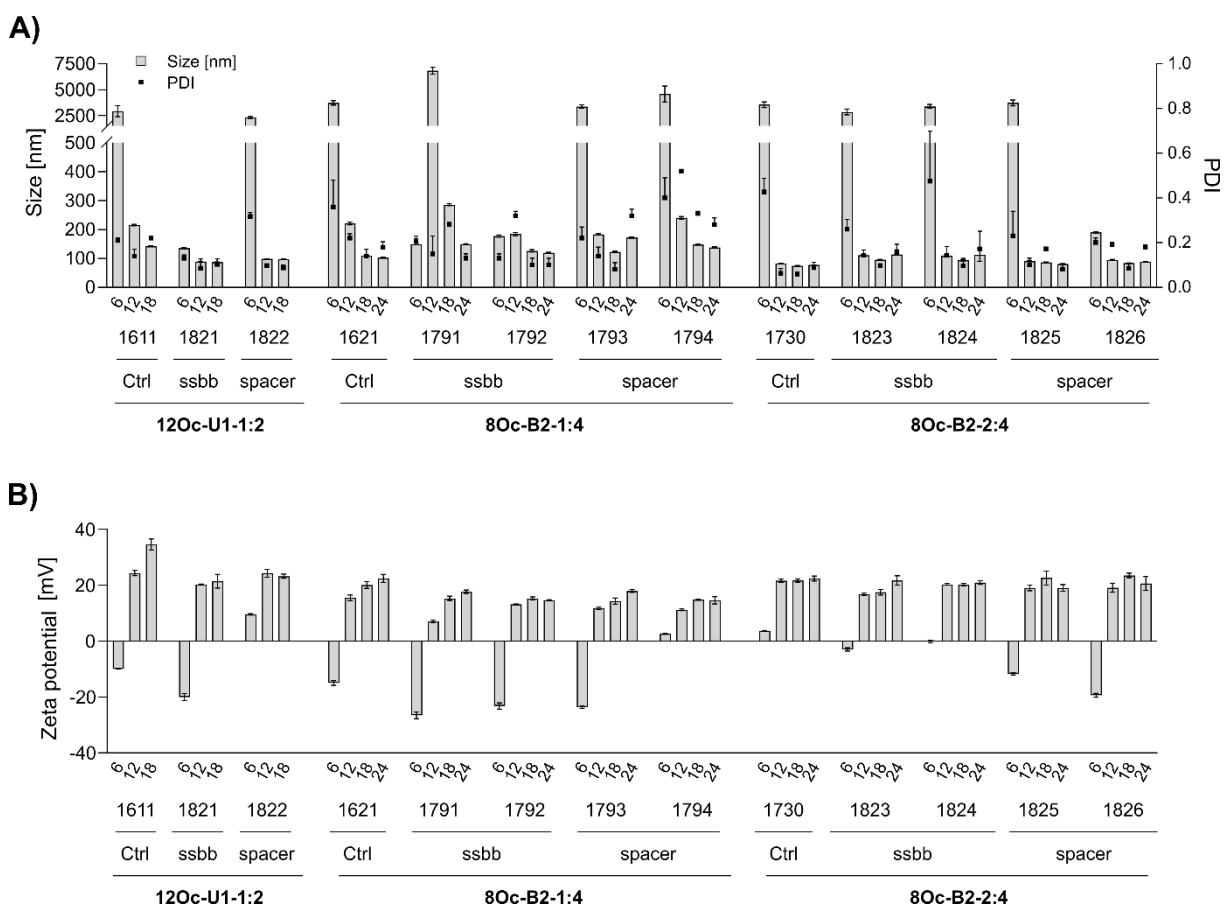 A)
Size [nm]
PDI
7500
5000
2500
500
400
300
200
100
0
Size [nm]
1.0
0.8
0.6
0.4
0.2
0.0
PDI
6 12 18 6 12 18 6 12 18 6 12 18 24 6 12 18 24 6 12 18 24 6 12 18 24 6 12 18 24 6 12 18 24 6 12 18 24 6 12 18 24 6 12 18 24 6 12 18 24
1611 1821 1822 1621 1791 1792 1793 1794 1730 1823 1824 1825 1826
Ctrl ssbb spacer Ctrl ssbb spacer Ctrl ssbb spacer
12Oc-U1-1:2 8Oc-B2-1:4 8Oc-B2-2:4
B)
40
20
0
-20
-40
Zeta potential [mV]
6 12 18 6 12 18 6 12 18 6 12 18 24 6 12 18 24 6 12 18 24 6 12 18 24 6 12 18 24 6 12 18 24 6 12 18 24 6 12 18 24 6 12 18 24 6 12 18 24
1611 1821 1822 1621 1791 1792 1793 1794 1730 1823 1824 1825 1826
Ctrl ssbb spacer Ctrl ssbb spacer Ctrl ssbb spacer
12Oc-U1-1:2 8Oc-B2-1:4 8Oc-B2-2:4